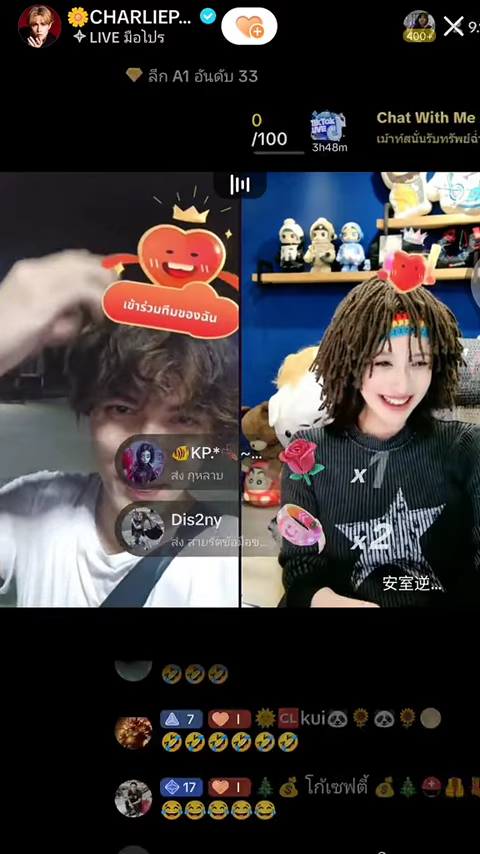 🌼CHARLIEP...
LIVE มือโปร
400+
ลีก A1 อันดับ 33
0
/100
TikTok LIVE
3h48m
Chat With Me
เข้าร่วมทีมของฉัน
🐠KP.*
~...
ส่ง กุหลาบ
x1
Dis2ny
x2
安室逆...
🤣🤣🤣
7
I
🌻🆑kui🐼🌻🐼🌻
🤣🤣🤣🤣🤣🤣
17
I
🌲💰 โก้เซฟตี้ 💰🌲⛑️🦺
😂😂😂😂😂